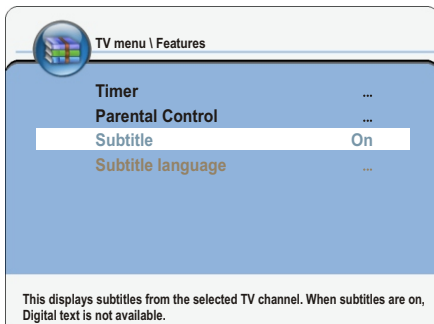 TV menu \ Features
Timer ...
Parental Control ...
Subtitle On
Subtitle language ...
This displays subtitles from the selected TV channel. When subtitles are on,
Digital text is not available.